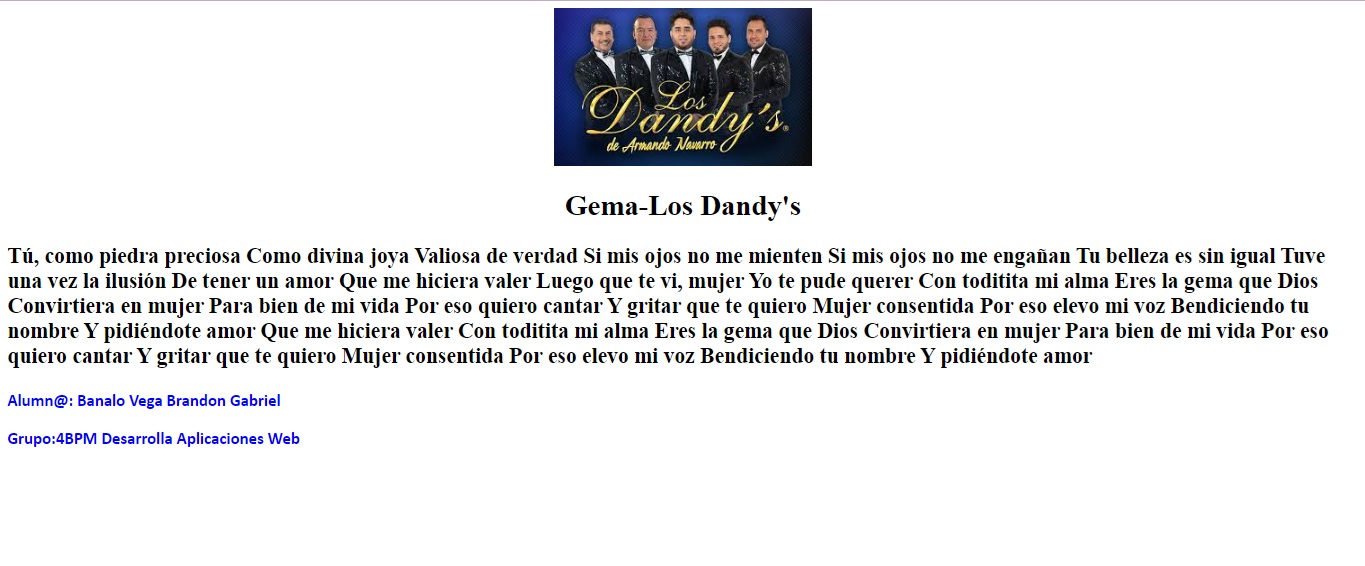 Los
Dandy's®
de Armando Navarro
Gema-Los Dandy's
Tú, como piedra preciosa Como divina joya Valiosa de verdad Si mis ojos no me mienten Si mis ojos no me engañan Tu belleza es sin igual Tuve
una vez la ilusión De tener un amor Que me hiciera valer Luego que te vi, mujer Yo te pude querer Con toditita mi alma Eres la gema que Dios
Convirtiera en mujer Para bien de mi vida Por eso quiero cantar Y gritar que te quiero Mujer consentida Por eso elevo mi voz Bendiciendo tu
nombre Y pidiéndote amor Que me hiciera valer Con toditita mi alma Eres la gema que Dios Convirtiera en mujer Para bien de mi vida Por eso
quiero cantar Y gritar que te quiero Mujer consentida Por eso elevo mi voz Bendiciendo tu nombre Y pidiéndote amor
Alumn@: Banalo Vega Brandon Gabriel
Grupo:4BPM Desarrolla Aplicaciones Web